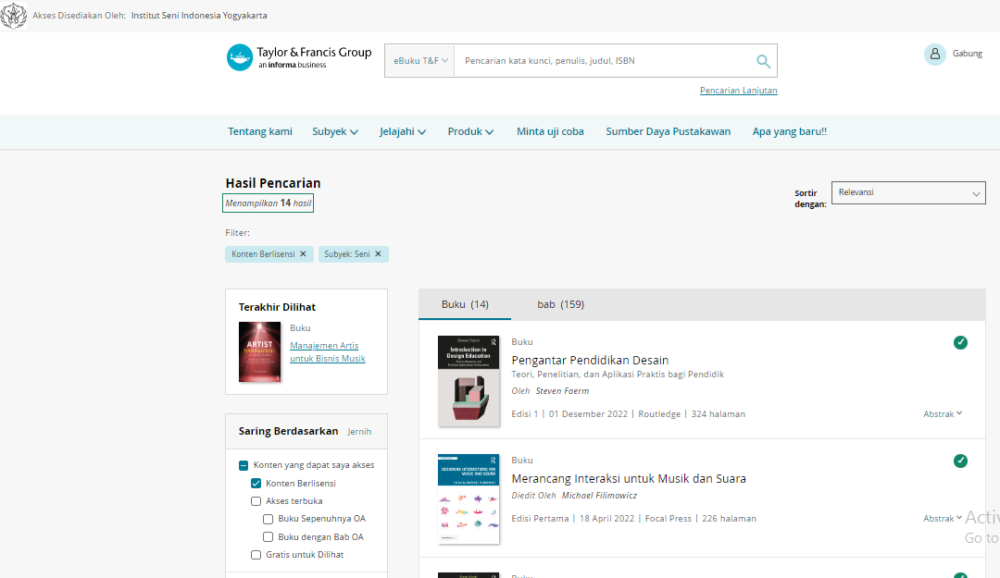 Akses Disediakan Oleh: Institut Seni Indonesia Yogyakarta
Taylor & Francis Group
an informa business
eBuku T&F
Pencarian kata kunci, penulis, judul, ISBN
Gabung
Pencarian Lanjutan
Tentang kami Subyek Jelajahi Produk Minta uji coba Sumber Daya Pustakawan Apa yang baru!!
Hasil Pencarian
Menampilkan 14 hasil
Sortir dengan:
Relevansi
Filter:
Konten Berlisensi ✕ Subyek: Seni ✕
Terakhir Dilihat
ARTIST
MANAGEMENT
Buku
Manajemen Artis
untuk Bisnis Musik
Saring Berdasarkan Jernih
Konten yang dapat saya akses
Konten Berlisensi
Akses terbuka
Buku Sepenuhnya OA
Buku dengan Bab OA
Gratis untuk Dilihat
Buku (14) bab (159)
Steven Faerm
Introduction to
Design Education
Buku
Pengantar Pendidikan Desain
Teori, Penelitian, dan Aplikasi Praktis bagi Pendidik
Oleh Steven Faerm
Edisi 1 | 01 Desember 2022 | Routledge | 324 halaman
Abstrak
DESIGNING INTERACTIONS FOR
MUSIC AND SOUND
Buku
Merancang Interaksi untuk Musik dan Suara
Diedit Oleh Michael Filimowicz
Edisi Pertama | 18 April 2022 | Focal Press | 226 halaman
Abstrak
Activ
Go to
Buku